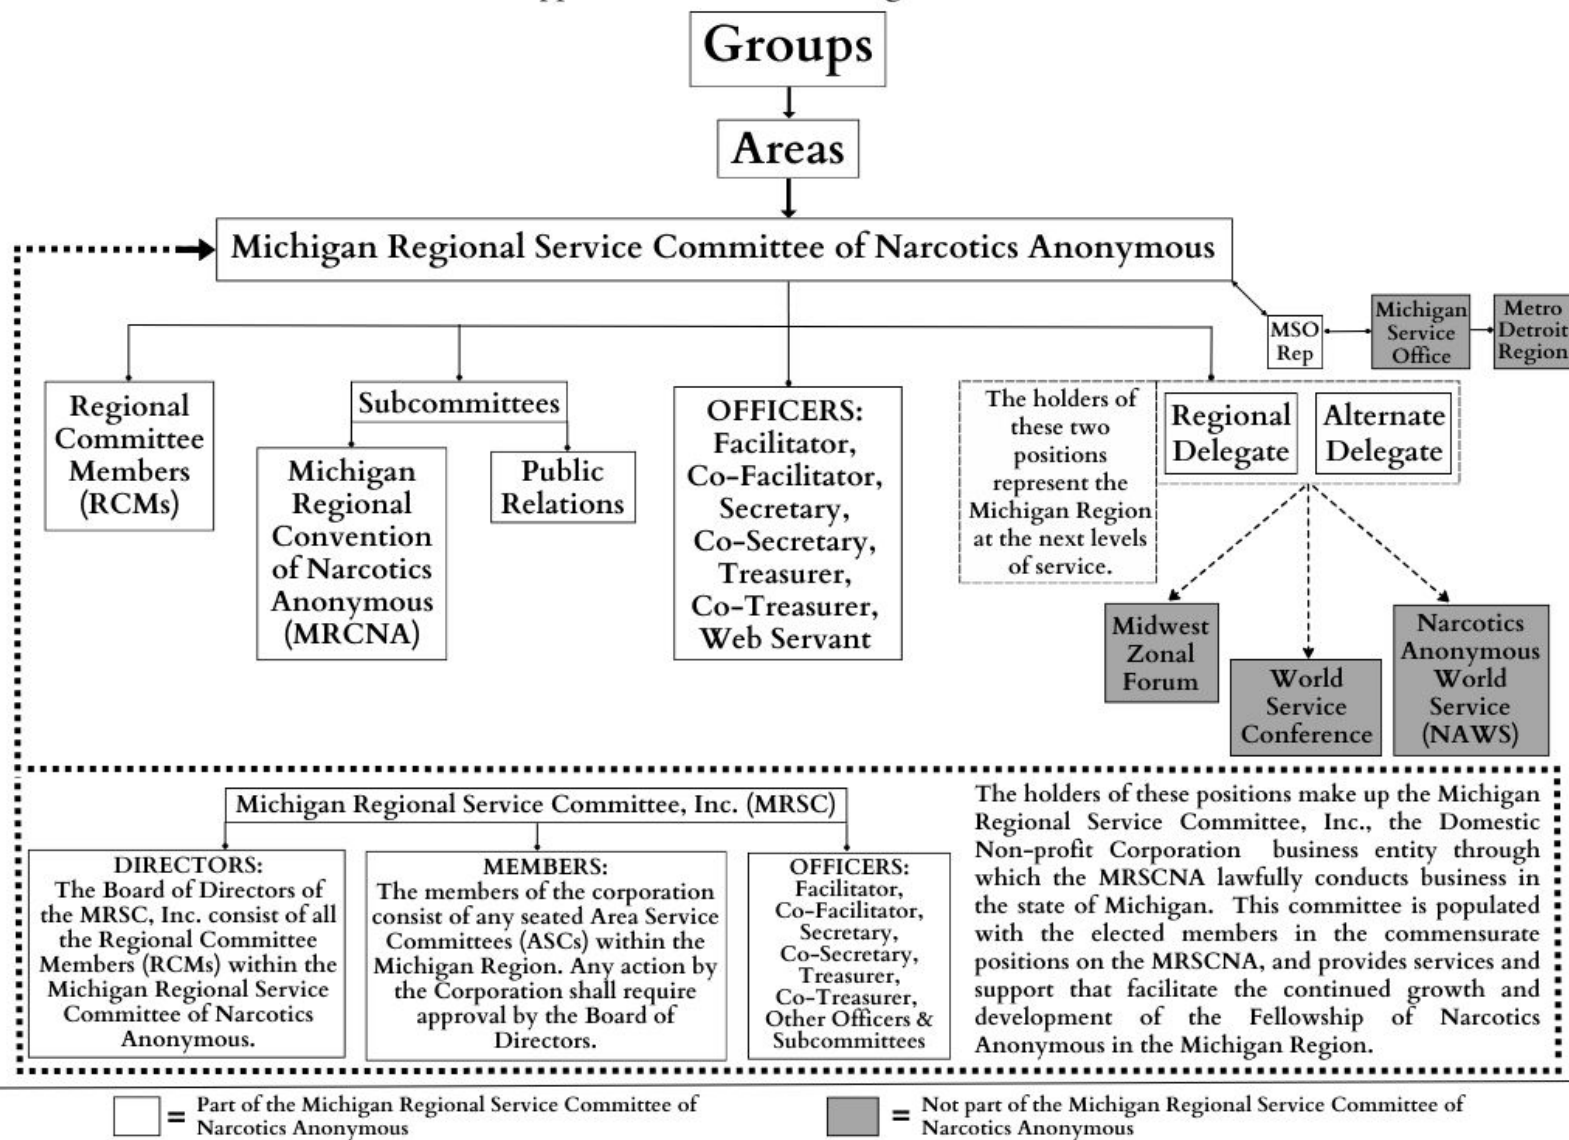 Groups
Areas
Michigan Regional Service Committee of Narcotics Anonymous
MSO
Rep
Michigan
Service
Office
Metro
Detroit
Region
Regional
Committee
Members
(RCMs)
Subcommittees
Michigan
Regional
Convention
of Narcotics
Anonymous
(MRCNA)
Public
Relations
OFFICERS:
Facilitator,
Co-Facilitator,
Secretary,
Co-Secretary,
Treasurer,
Co-Treasurer,
Web Servant
The holders of
these two
positions
represent the
Michigan Region
at the next levels
of service.
Regional
Delegate
Alternate
Delegate
Midwest
Zonal
Forum
World
Service
Conference
Narcotics
Anonymous
World
Service
(NAWS)
Michigan Regional Service Committee, Inc. (MRSC)
DIRECTORS:
The Board of Directors of
the MRSC, Inc. consist of all
the Regional Committee
Members (RCMs) within the
Michigan Regional Service
Committee of Narcotics
Anonymous.
MEMBERS:
The members of the corporation
consist of any seated Area Service
Committees (ASCs) within the
Michigan Region. Any action by
the Corporation shall require
approval by the Board of
Directors.
OFFICERS:
Facilitator,
Co-Facilitator,
Secretary,
Co-Secretary,
Treasurer,
Co-Treasurer,
Other Officers &
Subcommittees
The holders of these positions make up the Michigan
Regional Service Committee, Inc., the Domestic
Non-profit Corporation business entity through
which the MRSCNA lawfully conducts business in
the state of Michigan. This committee is populated
with the elected members in the commensurate
positions on the MRSCNA, and provides services and
support that facilitate the continued growth and
development of the Fellowship of Narcotics
Anonymous in the Michigan Region.
= Part of the Michigan Regional Service Committee of
Narcotics Anonymous
= Not part of the Michigan Regional Service Committee of
Narcotics Anonymous